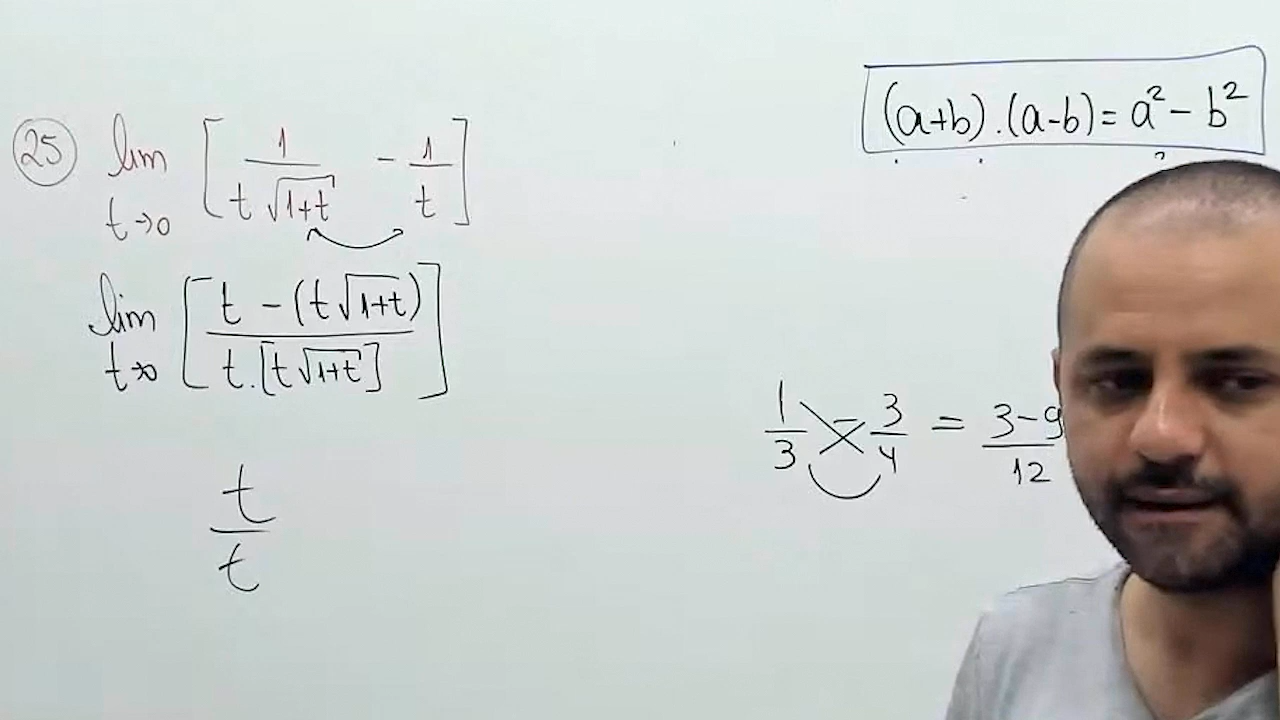 25 lim t→0 [ 1/(t √(1+t)) - 1/t ]
lim t→0 [ (t - (t√(1+t))) / (t.[t√(1+t)]) ]
t/t
(a+b).(a-b)= a² - b²
1/3 - 3/4 = (3-9)/12